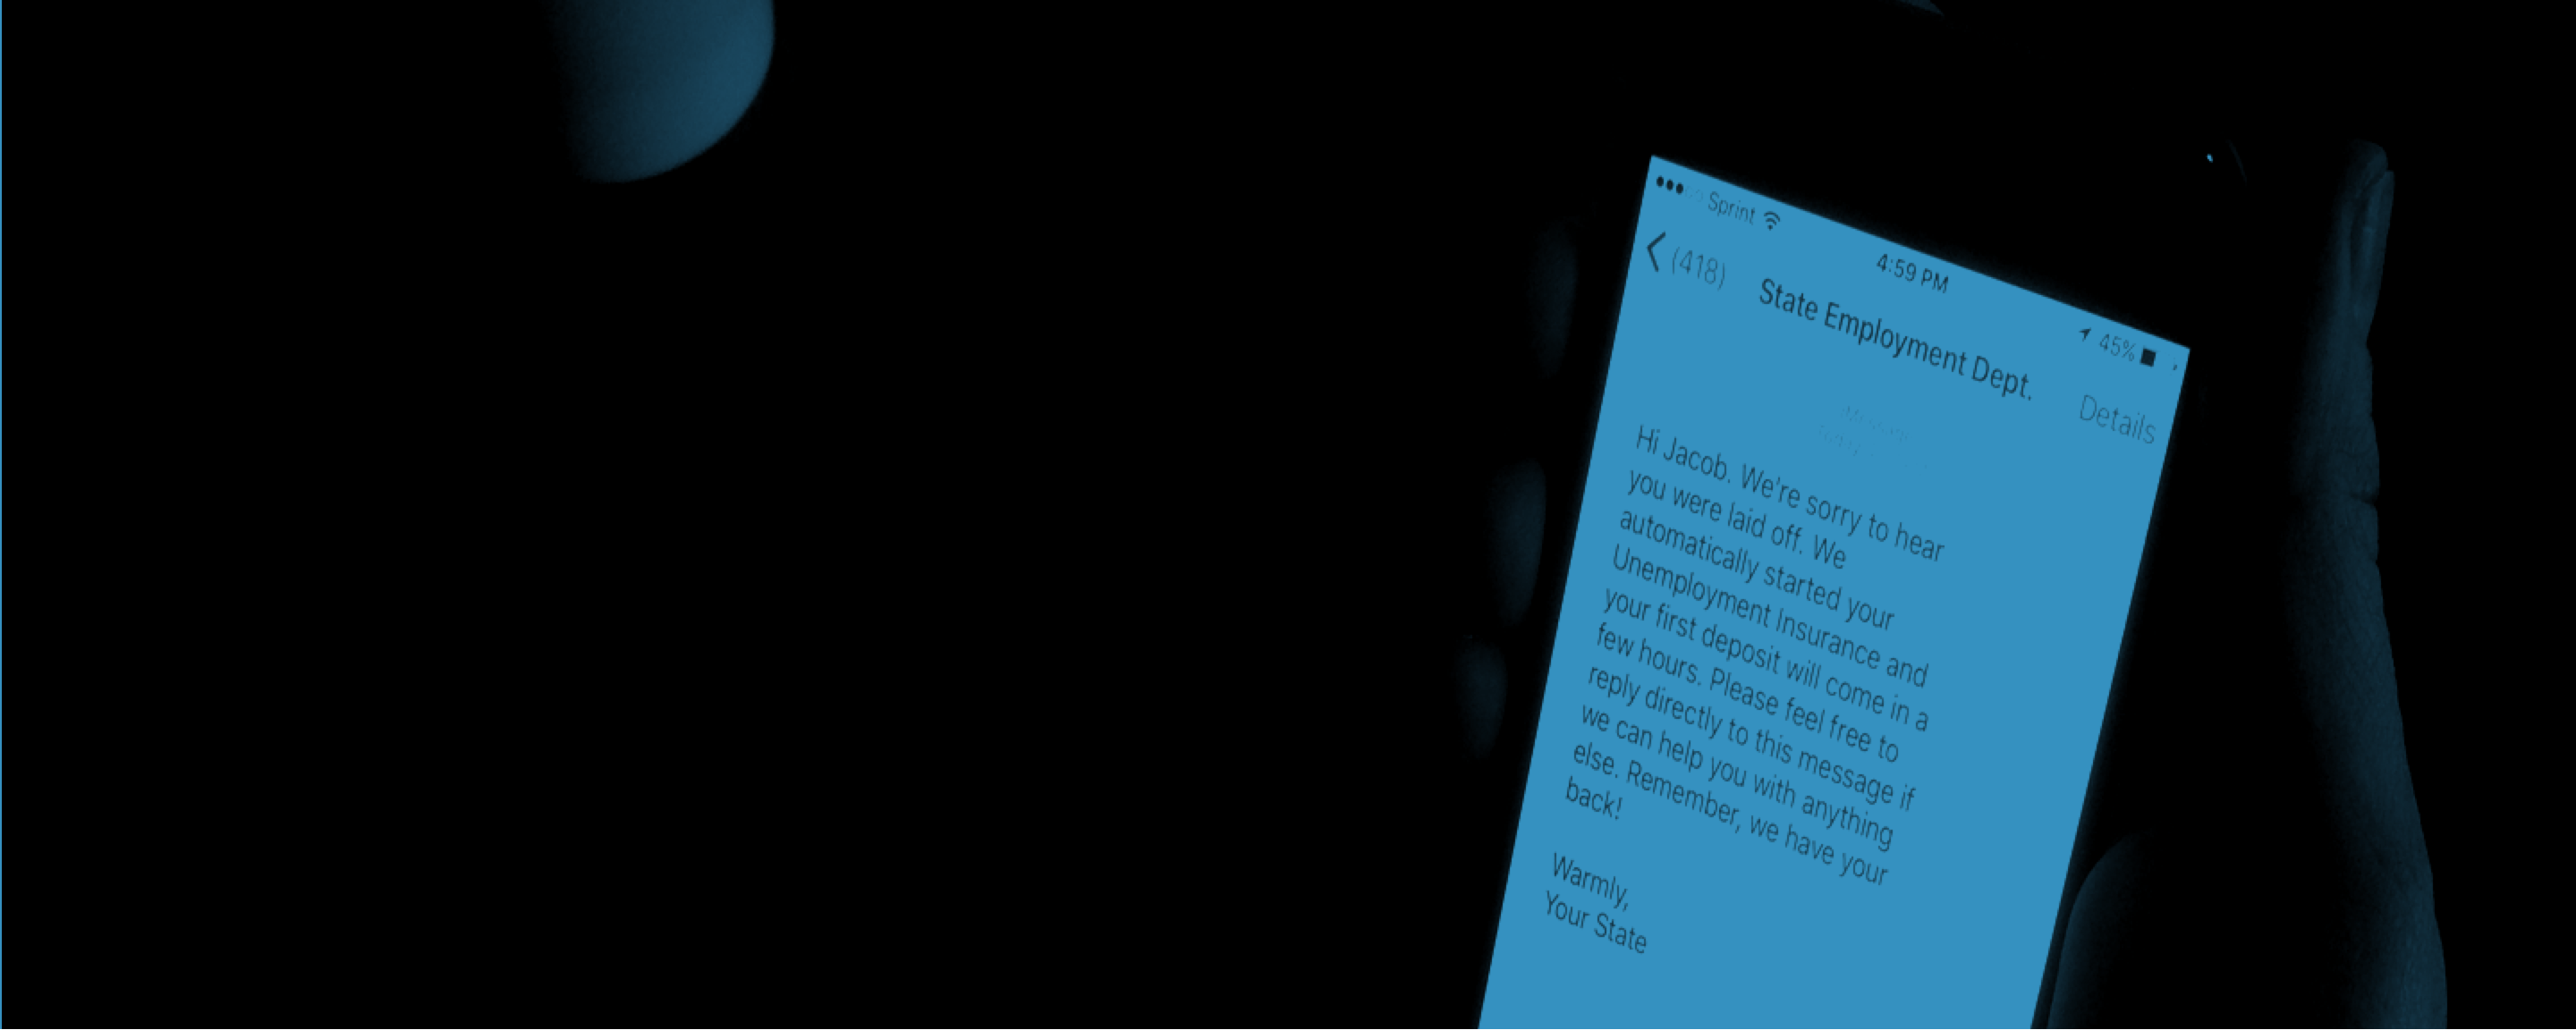 Sprint
4:59 PM
45%
(418)
State Employment Dept.
Details
Hi Jacob. We're sorry to hear
you were laid off. We
automatically started your
Unemployment Insurance and
your first deposit will come in a
few hours. Please feel free to
reply directly to this message if
we can help you with anything
else. Remember, we have your
back!
Warmly,
Your State